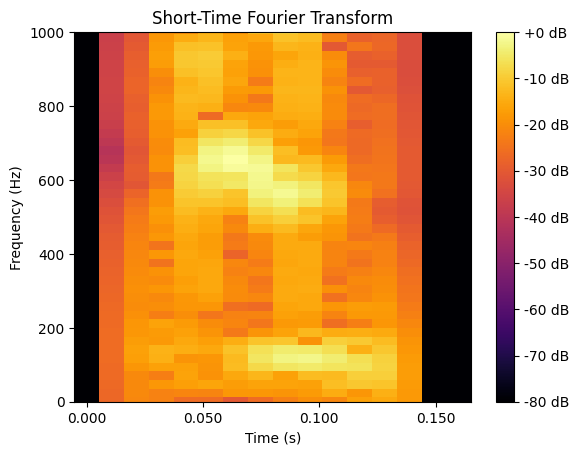 Short-Time Fourier Transform
Frequency (Hz)
1000
800
600
400
200
0
0.000
0.050
0.100
0.150
Time (s)
+0 dB
-10 dB
-20 dB
-30 dB
-40 dB
-50 dB
-60 dB
-70 dB
-80 dB